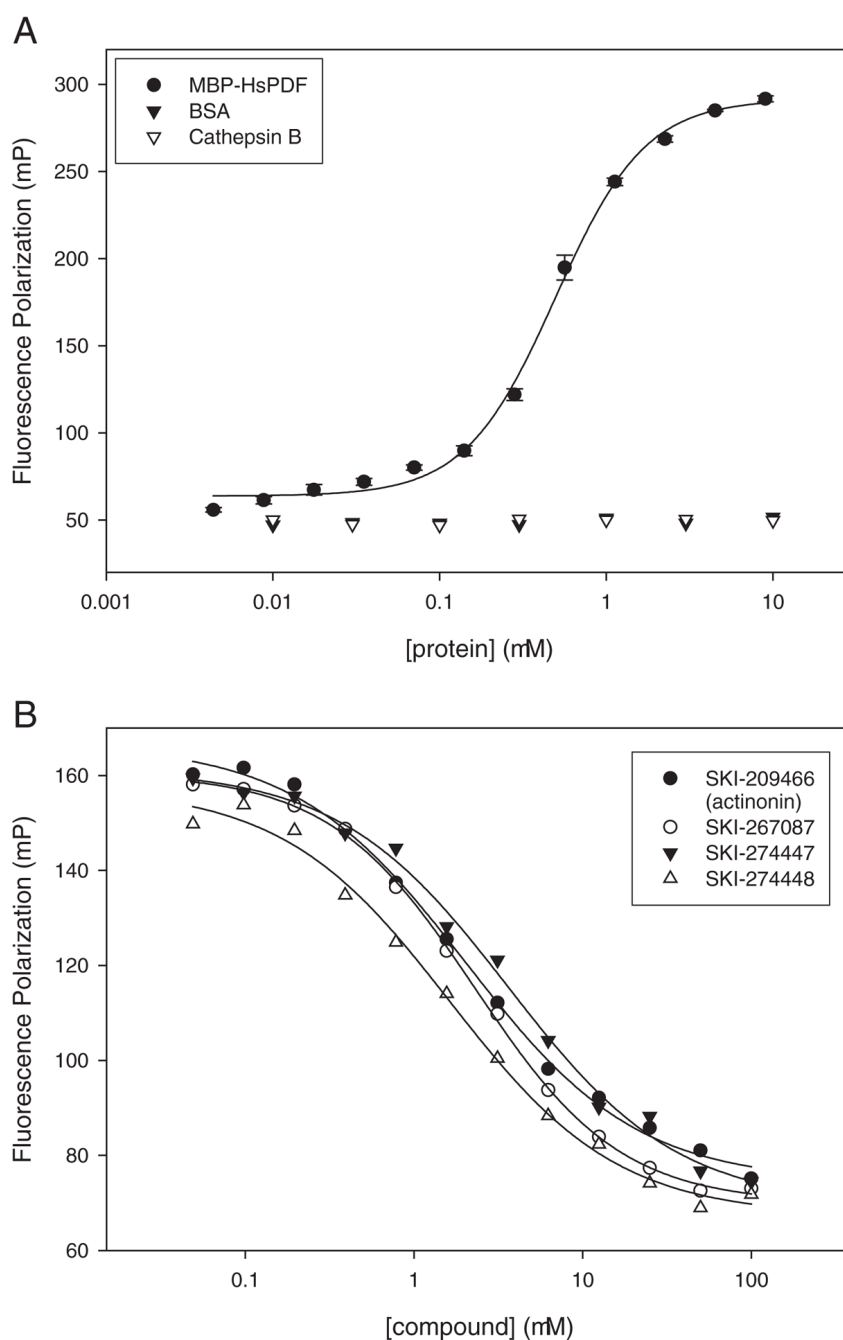 A
MBP-HsPDF
BSA
Cathepsin B
300
250
200
150
100
50
Fluorescence Polarization (mP)
0.001
0.01
0.1
1
10
[protein] (mM)
B
SKI-209466
(actinonin)
SKI-267087
SKI-274447
SKI-274448
160
140
120
100
80
60
Fluorescence Polarization (mP)
0.1
1
10
100
[compound] (mM)